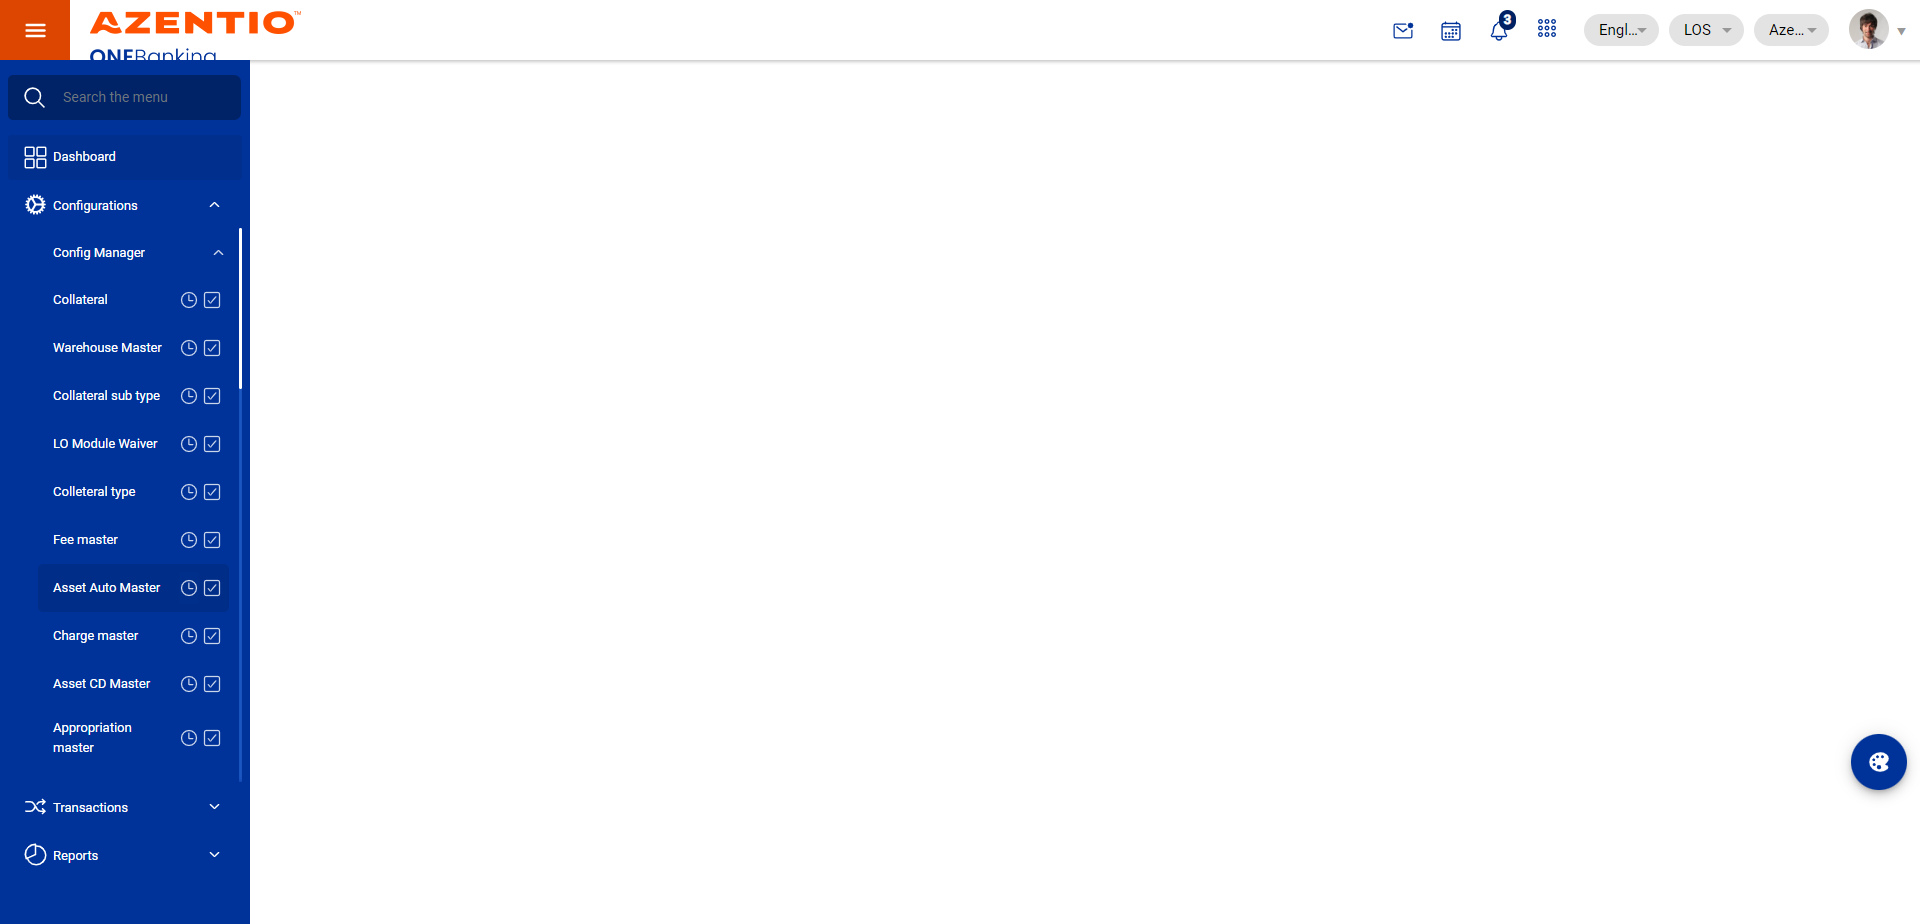 AZENTIO™
ONEBanking
3
Engl...
LOS
Aze...
Search the menu
Dashboard
Configurations
Config Manager
Collateral
Warehouse Master
Collateral sub type
LO Module Waiver
Colleteral type
Fee master
Asset Auto Master
Charge master
Asset CD Master
Appropriation
master
Transactions
Reports